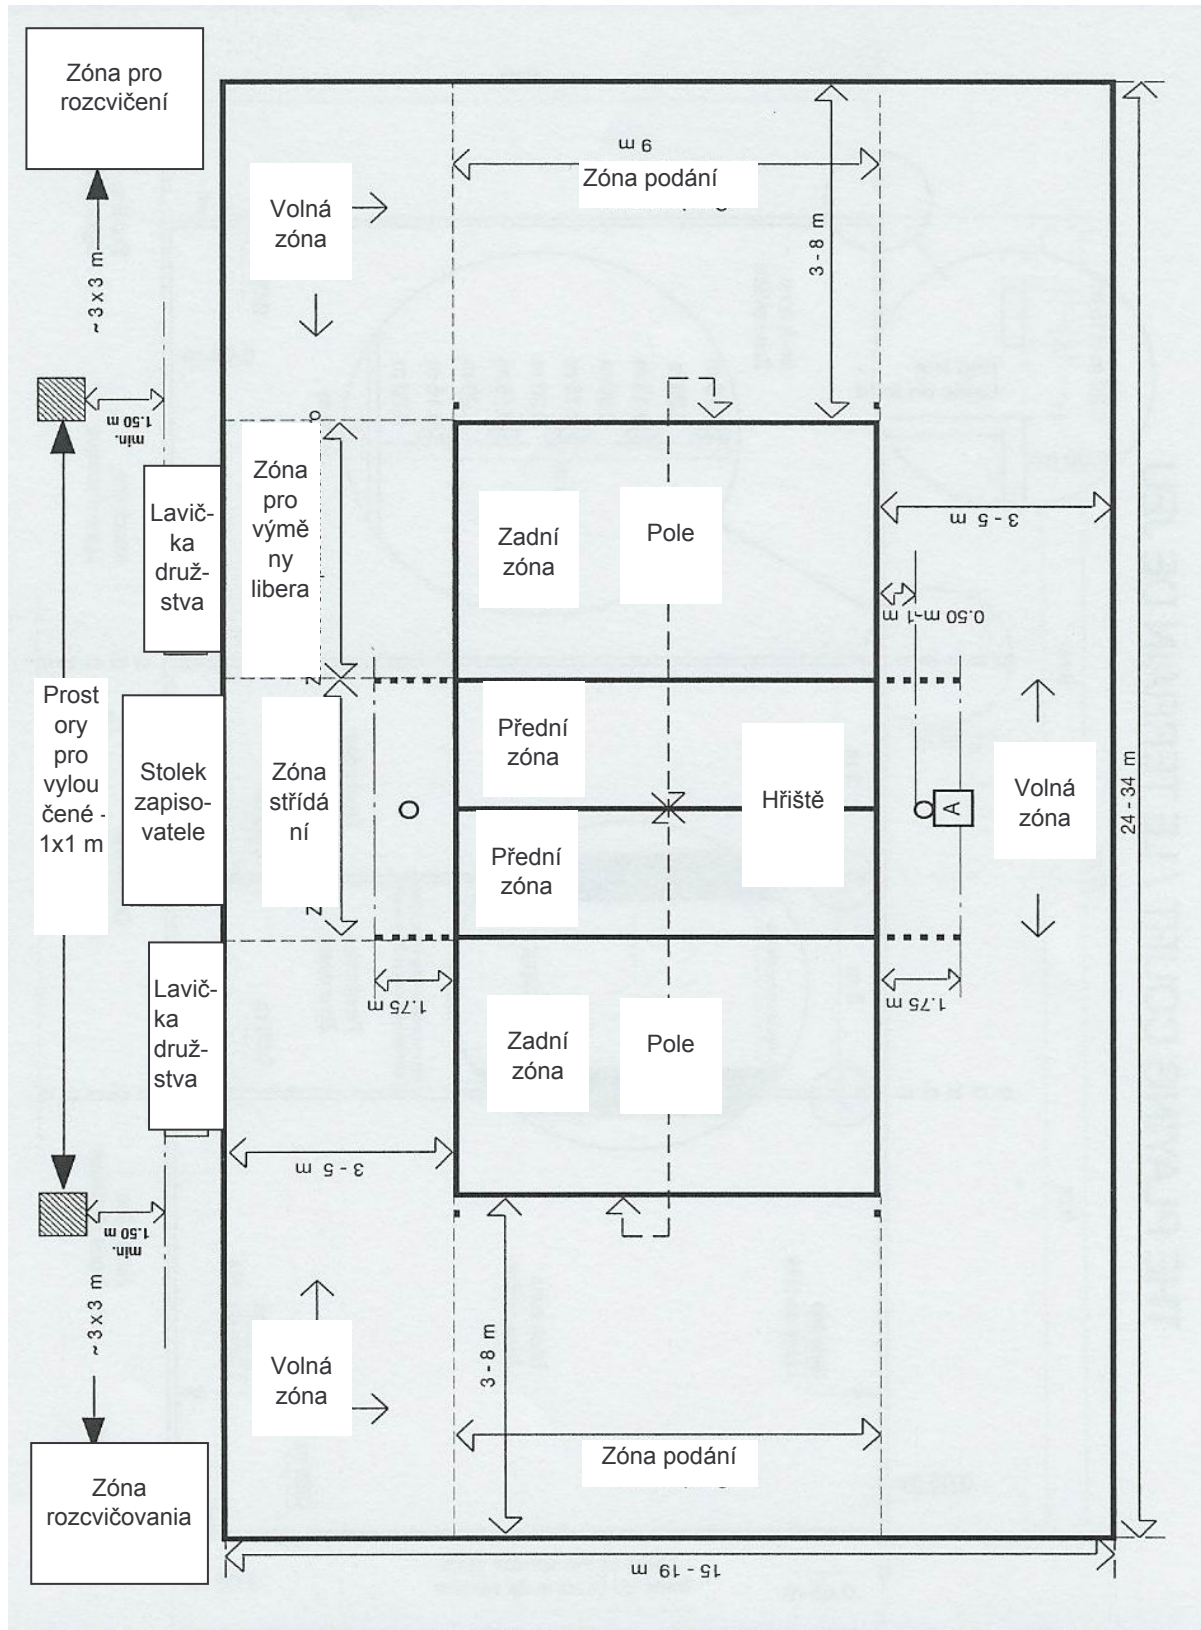 Zóna pro
rozcvičení
9 m
Zóna podání
Volná
zóna
3 - 8 m
~ 3 x 3 m
min.
1.50 m
Zóna
pro
výmě
ny
libera
Lavič-
ka
druž-
stva
Zadní
zóna
Pole
3 - 5 m
0.50 m-1 m
Prost
ory
pro
vylou
čené -
1x1 m
Stolek
zapiso-
vatele
Zóna
střídá
ní
Přední
zóna
Hřiště
A
Volná
zóna
24 - 34 m
Přední
zóna
Lavič-
ka
druž-
stva
1.75 m
1.75 m
Zadní
zóna
Pole
3 - 5 m
min.
1.50 m
~ 3 x 3 m
Volná
zóna
3 - 8 m
Zóna podání
Zóna
rozcvičovania
15 - 19 m